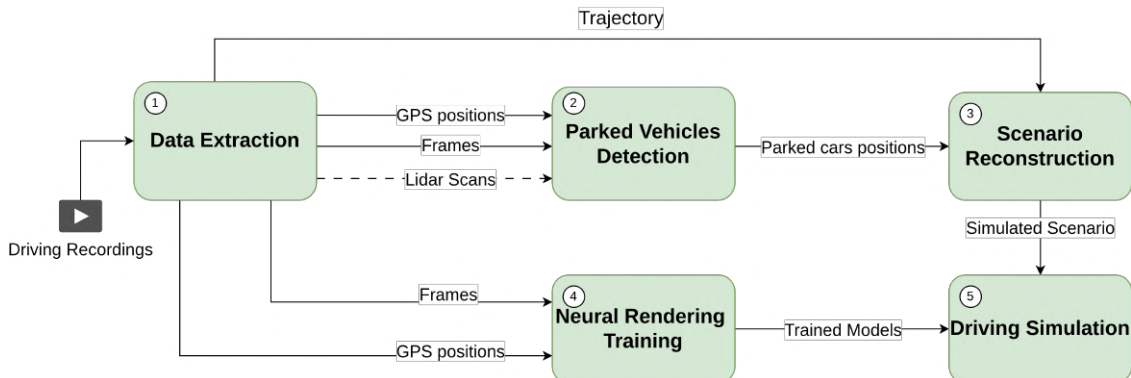 Trajectory
1
Data Extraction
GPS positions
Frames
Lidar Scans
2
Parked Vehicles
Detection
Parked cars positions
3
Scenario
Reconstruction
Driving Recordings
Simulated Scenario
Frames
GPS positions
4
Neural Rendering
Training
Trained Models
5
Driving Simulation